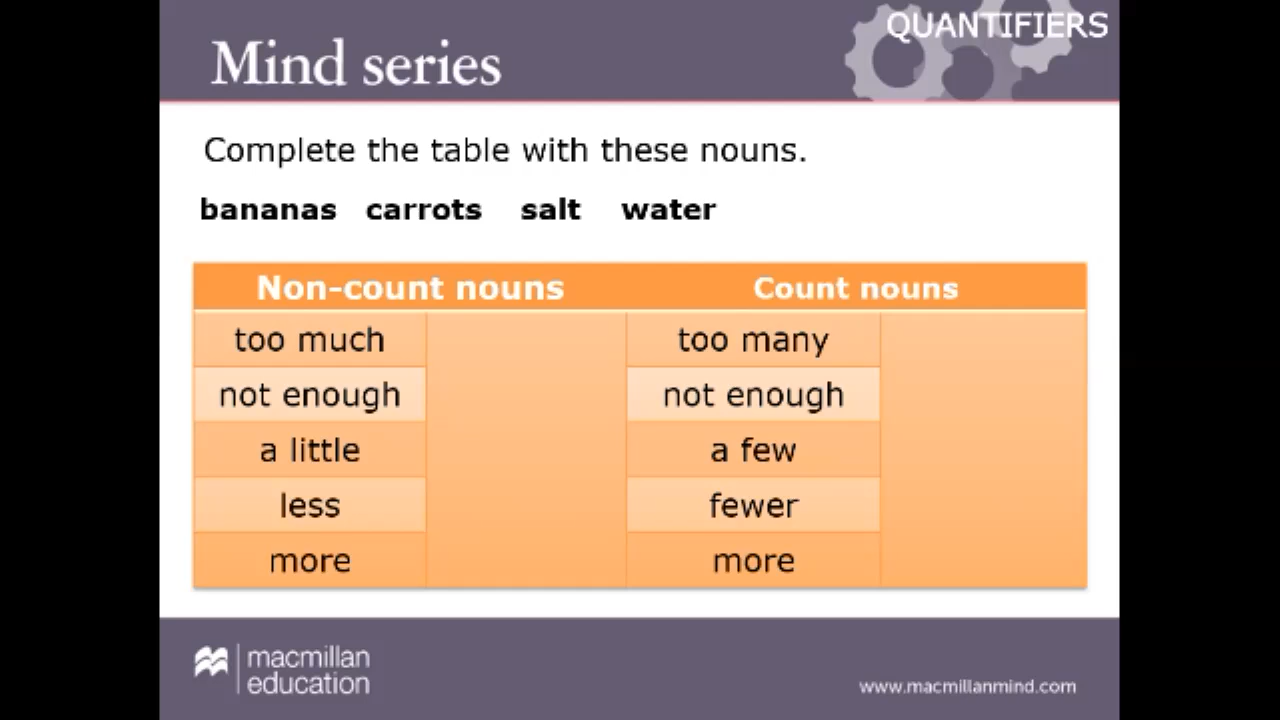 QUANTIFIERS
Mind series
Complete the table with these nouns.
bananas carrots salt water
Non-count nouns Count nouns
too much too many
not enough not enough
a little a few
less fewer
more more
macmillan
education
www.macmillanmind.com